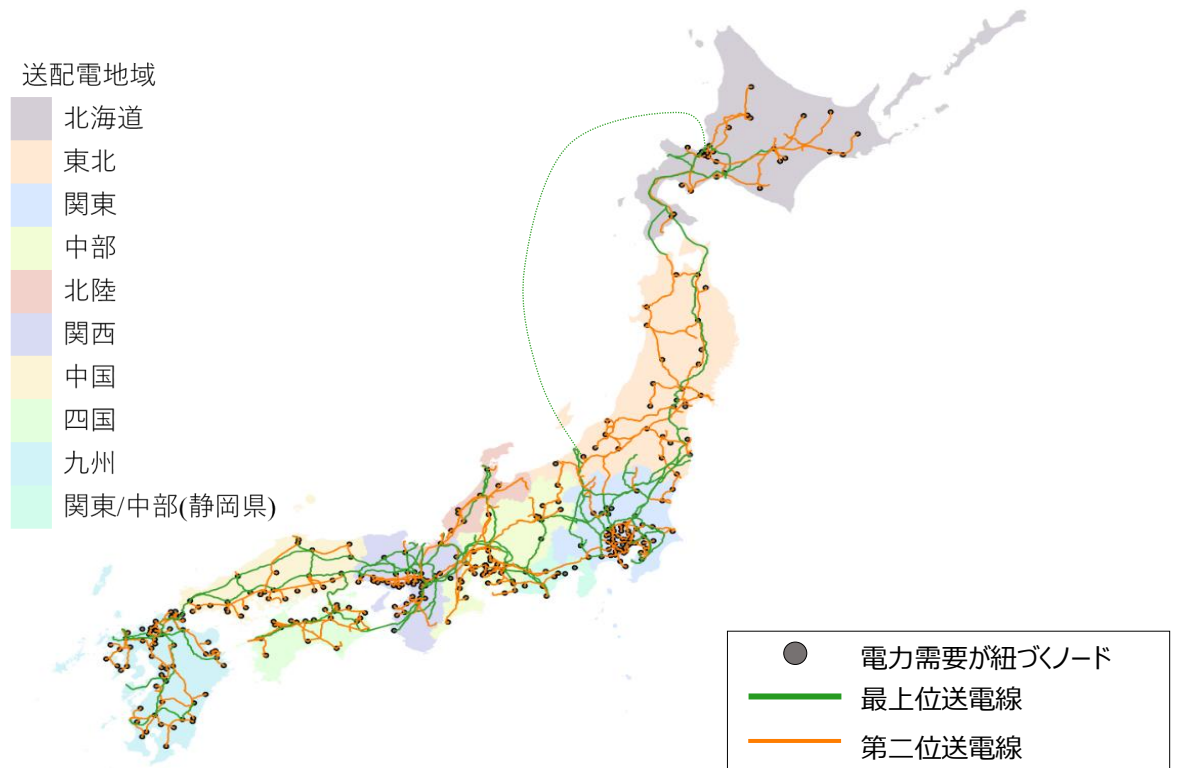 送配電地域
北海道
東北
関東
中部
北陸
関西
中国
四国
九州
関東/中部(静岡県)
電力需要が紐づくノード
最上位送電線
第二位送電線